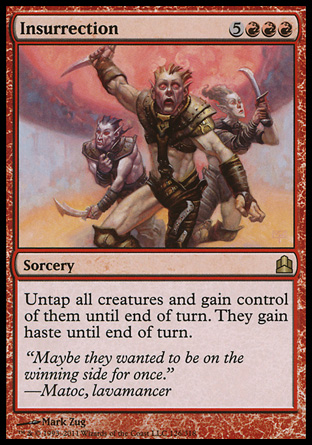 Insurrection 5
Sorcery
Untap all creatures and gain control
of them until end of turn. They gain
haste until end of turn.
“Maybe they wanted to be on the
winning side for once.”
—Matoc, lavamancer
Mark Zug